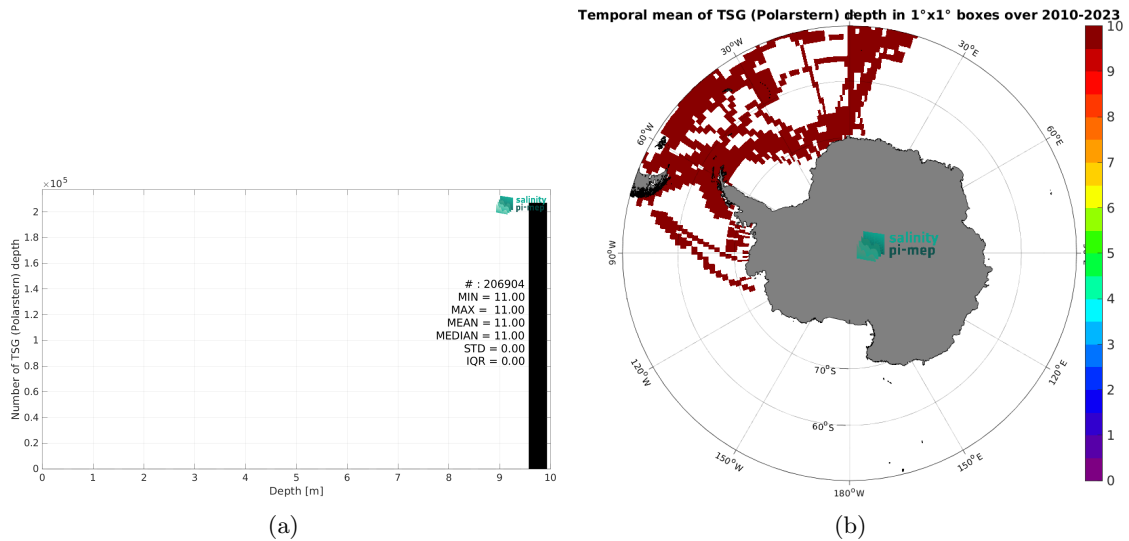 ×10⁵
2
1.8
1.6
1.4
1.2
1
0.8
0.6
0.4
0.2
0
Number of TSG (Polarstern) depth
salinity
pi-mep
# : 206904
MIN = 11.00
MAX = 11.00
MEAN = 11.00
MEDIAN = 11.00
STD = 0.00
IQR = 0.00
0 1 2 3 4 5 6 7 8 9 10
Depth [m]
(a)
Temporal mean of TSG (Polarstern) depth in 1°x1° boxes over 2010-2023
30°W
30°E
60°W
60°E
90°W
120°W
120°E
150°W
150°E
180°W
70°S
60°S
salinity
pi-mep
10
9
8
7
6
5
4
3
2
1
0
(b)